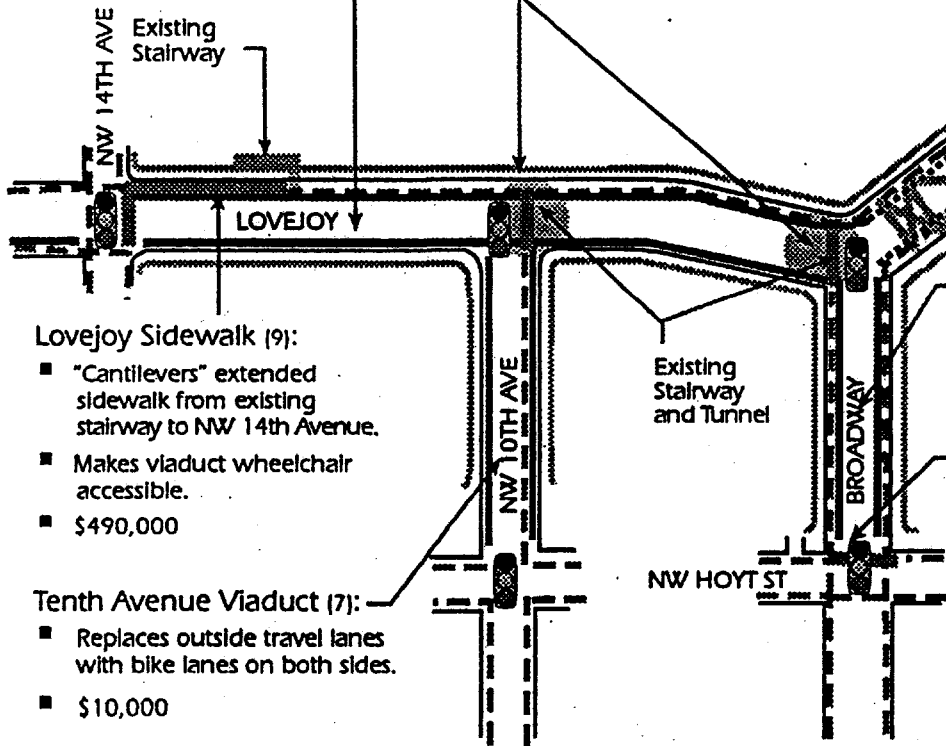 NW 14TH AVE
Existing
Stairway
LOVEJOY
Lovejoy Sidewalk (9):
■ "Cantilevers" extended
sidewalk from existing
stairway to NW 14th Avenue.
■ Makes viaduct wheelchair
accessible.
■ $490,000
NW 10TH AVE
Existing
Stairway
and Tunnel
BROADWAY
NW HOYT ST
Tenth Avenue Viaduct (7):
■ Replaces outside travel lanes
with bike lanes on both sides.
■ $10,000